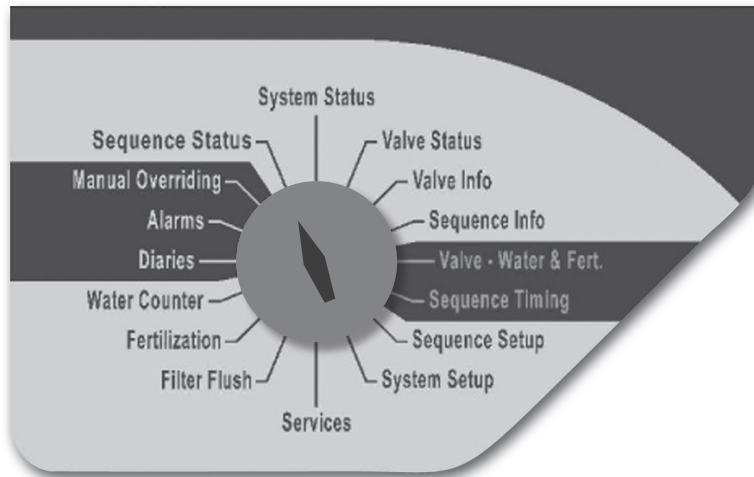 System Status
Sequence Status
Valve Status
Manual Overriding
Valve Info
Alarms
Sequence Info
Diaries
Valve - Water & Fert.
Water Counter
Sequence Timing
Fertilization
Sequence Setup
Filter Flush
System Setup
Services